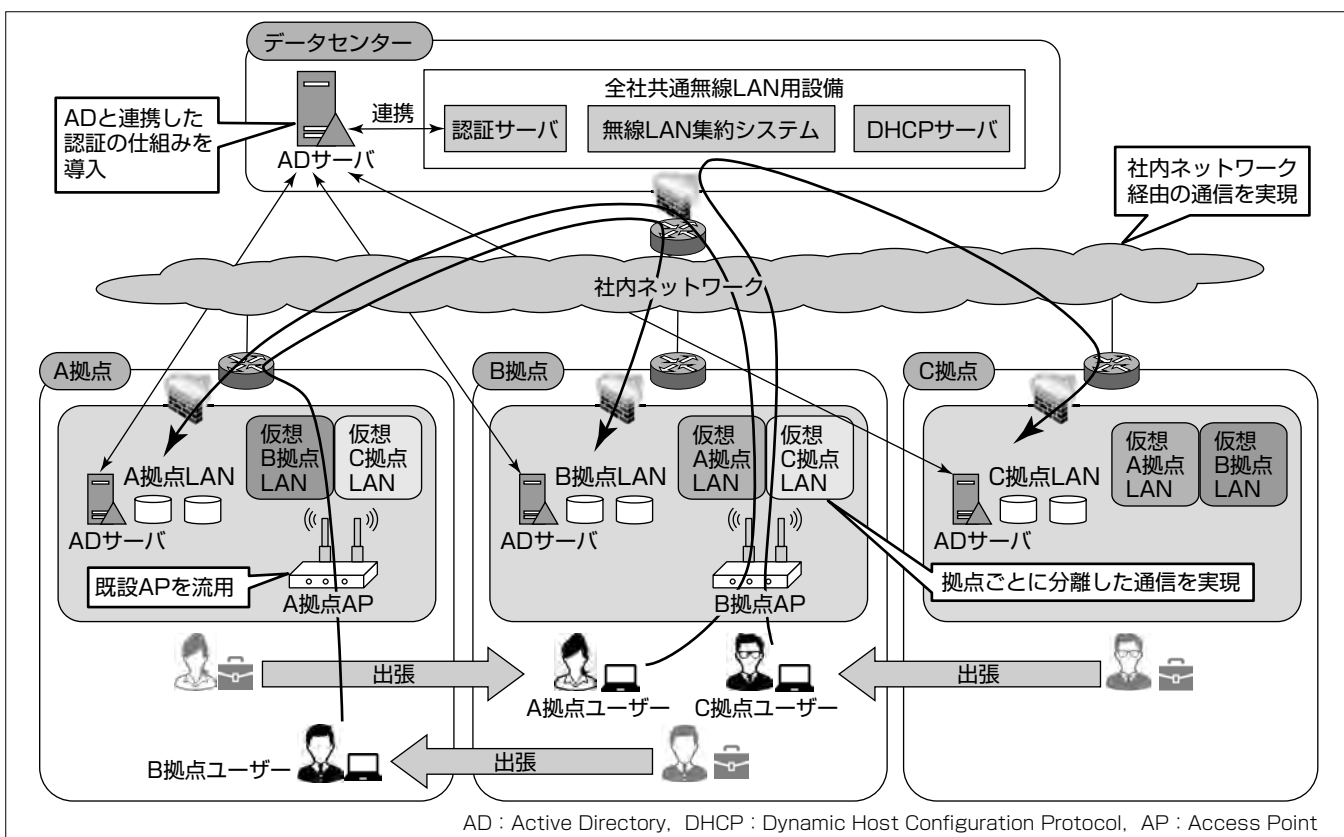 データセンター
全社共通無線LAN用設備
ADと連携した
認証の仕組みを
導入
連携
認証サーバ
無線LAN集約システム
DHCPサーバ
ADサーバ
社内ネットワーク
経由の通信を実現
社内ネットワーク
A拠点
仮想
B拠点
LAN
仮想
C拠点
LAN
A拠点LAN
ADサーバ
既設APを流用
A拠点AP
B拠点
仮想
A拠点
LAN
仮想
C拠点
LAN
B拠点LAN
ADサーバ
B拠点AP
C拠点
仮想
A拠点
LAN
仮想
B拠点
LAN
C拠点LAN
ADサーバ
拠点ごとに分離した通信を実現
出張
A拠点ユーザー
C拠点ユーザー
出張
B拠点ユーザー
出張
AD：Active Directory，DHCP：Dynamic Host Configuration Protocol，AP：Access Point